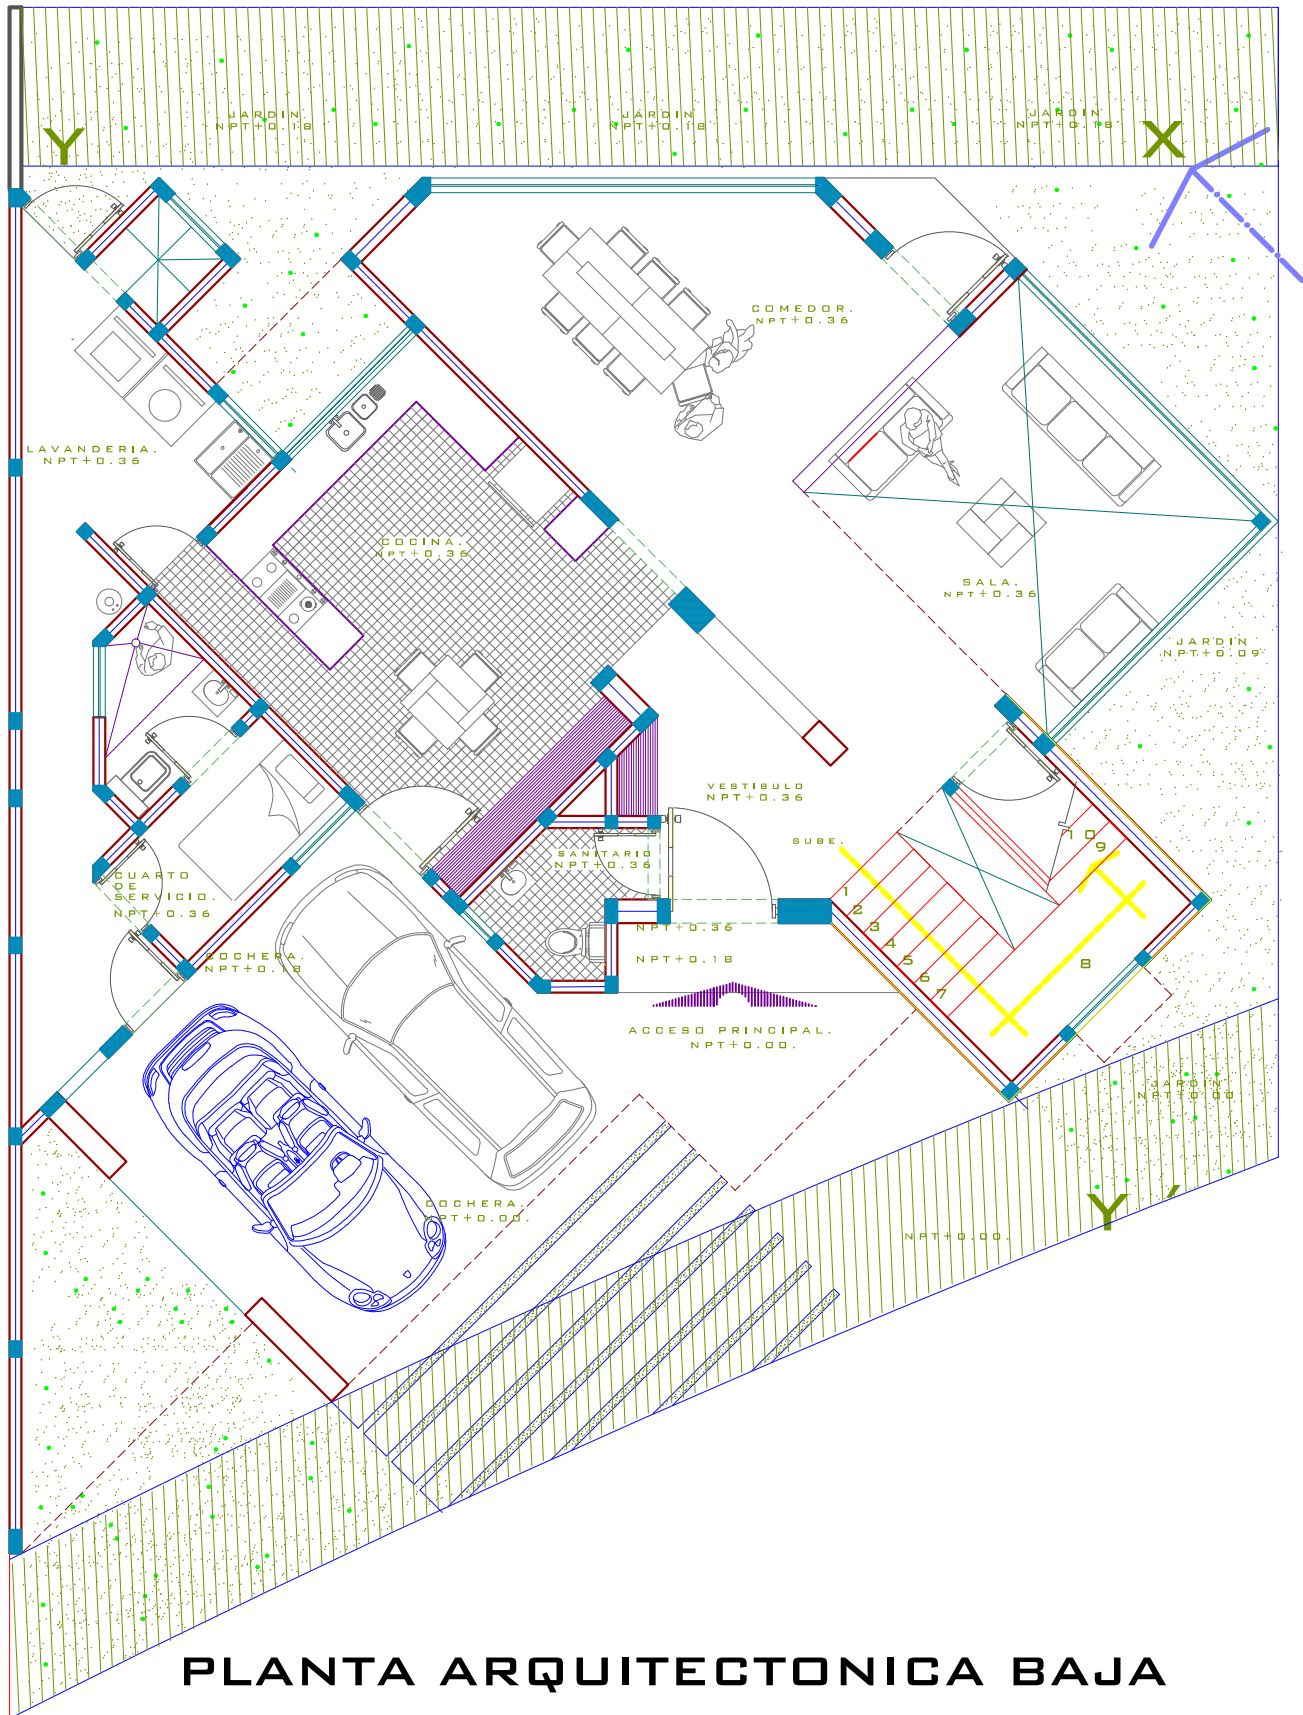 JARDIN
NPT+0.18
JARDIN
NPT+0.18
JARDIN
NPT+0.18
Y
X
COMEDOR.
NPT+0.36
LAVANDERIA.
NPT+0.36
COCINA.
NPT+0.36
SALA.
NPT+0.36
JARDIN
NPT+0.09
VESTIBULO
NPT+0.36
SUBE.
10
9
SANITARIO
NPT+0.36
CUARTO
DE
SERVICIO.
NPT+0.36
1
2
3
4
5
6
7
8
NPT+0.36
COCHERA.
NPT+0.18
NPT+0.18
ACCESO PRINCIPAL.
NPT+0.00.
JARDIN
NPT+0.00
COCHERA.
NPT+0.00.
Y
NPT+0.00.
PLANTA ARQUITECTONICA BAJA